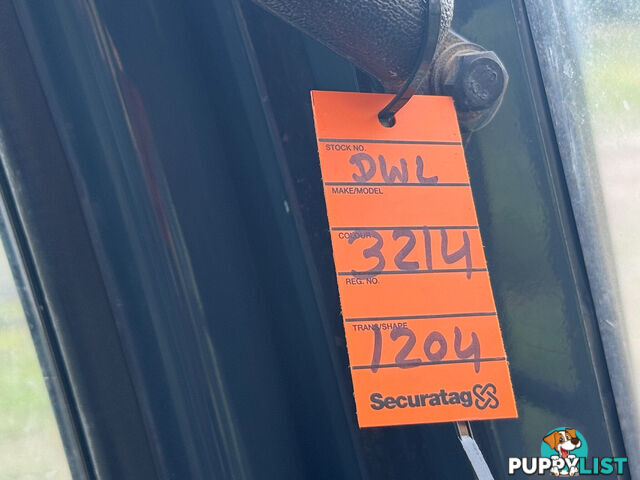 STOCK NO.
DWL
MAKE/MODEL
COLOUR
3214
REG. NO.
TRANS/SHAPE
1204
Securatag
PUPPYLIST